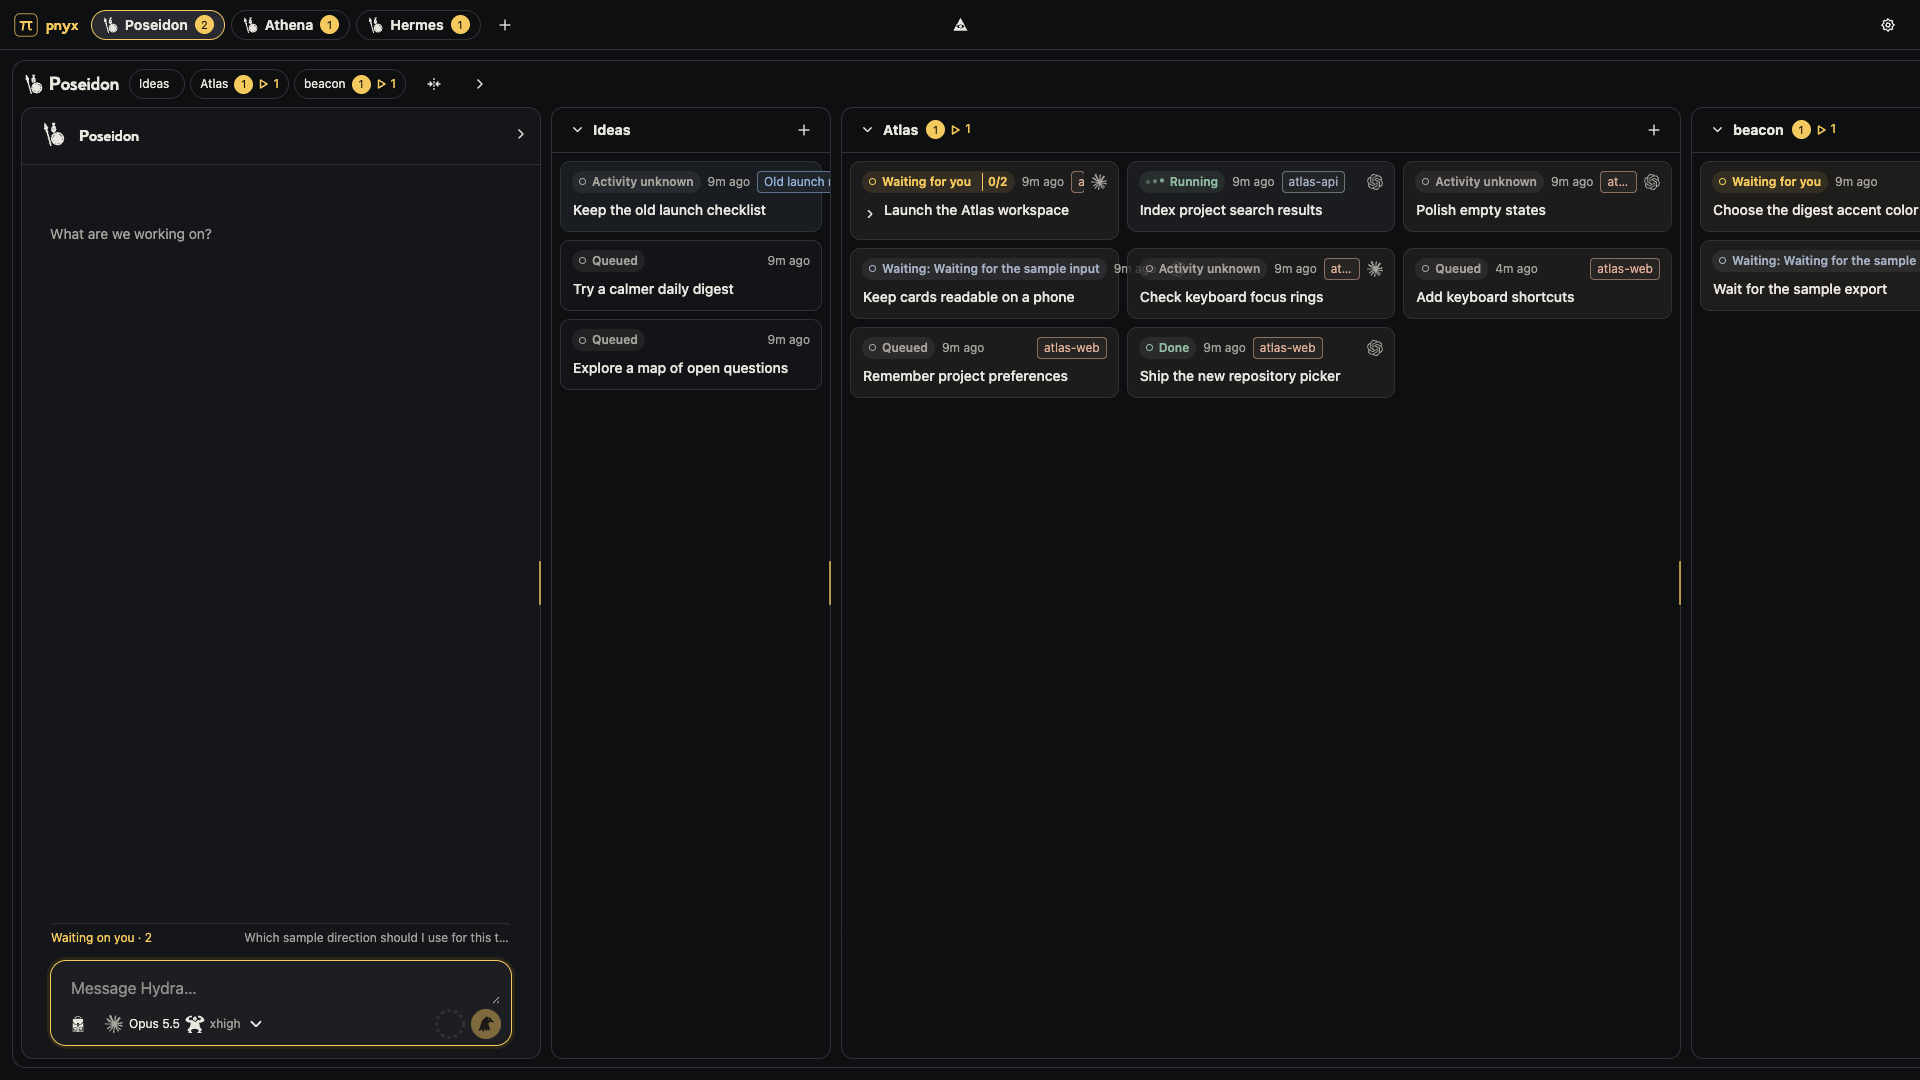 pnyx
Poseidon 2
Athena 1
Hermes 1
Poseidon
Ideas
Atlas 1 1
beacon 1 1
Poseidon
What are we working on?
Waiting on you · 2
Which sample direction should I use for this t...
Message Hydra...
Opus 5.5
xhigh
Ideas
Activity unknown 9m ago Old launch
Keep the old launch checklist
Queued 9m ago
Try a calmer daily digest
Queued 9m ago
Explore a map of open questions
Atlas 1 1
Waiting for you 0/2 9m ago a
Launch the Atlas workspace
Running 9m ago atlas-api
Index project search results
Activity unknown 9m ago at...
Polish empty states
Waiting: Waiting for the sample input 9m
Keep cards readable on a phone
Activity unknown 9m ago at...
Check keyboard focus rings
Queued 4m ago atlas-web
Add keyboard shortcuts
Queued 9m ago atlas-web
Remember project preferences
Done 9m ago atlas-web
Ship the new repository picker
beacon 1 1
Waiting for you 9m ago
Choose the digest accent color
Waiting: Waiting for the sample
Wait for the sample export